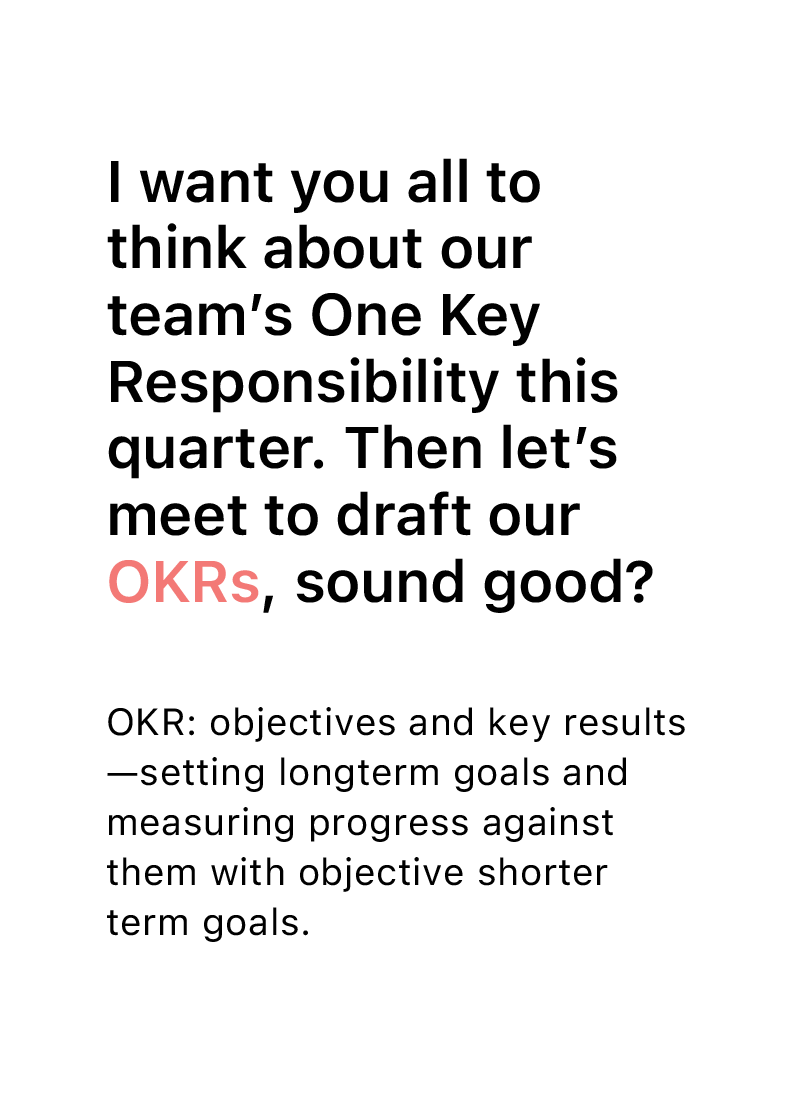 I want you all to
think about our
team’s One Key
Responsibility this
quarter. Then let’s
meet to draft our
OKRs, sound good?
OKR: objectives and key results
—setting longterm goals and
measuring progress against
them with objective shorter
term goals.